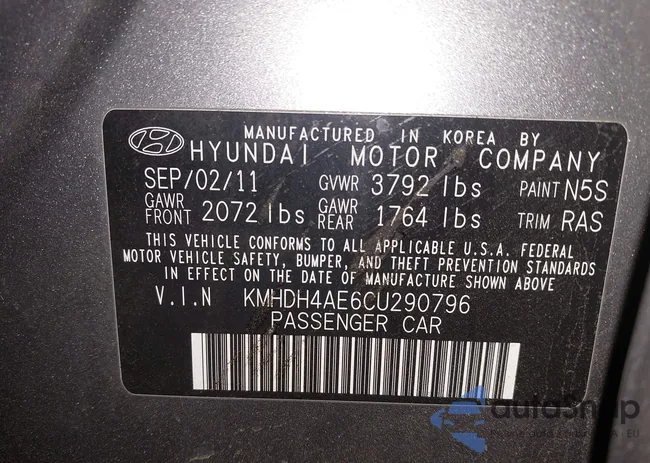 MANUFACTURED IN KOREA BY
HYUNDAI MOTOR COMPANY
SEP/02/11 GVWR 3792 lbs PAINT N5S
GAWR FRONT 2072 lbs GAWR REAR 1764 lbs TRIM RAS
THIS VEHICLE CONFORMS TO ALL APPLICABLE U.S.A. FEDERAL
MOTOR VEHICLE SAFETY, BUMPER, AND THEFT PREVENTION STANDARDS
IN EFFECT ON THE DATE OF MANUFACTURE SHOWN ABOVE
V.I.N KMHDH4AE6CU290796
PASSENGER CAR
autoSnap